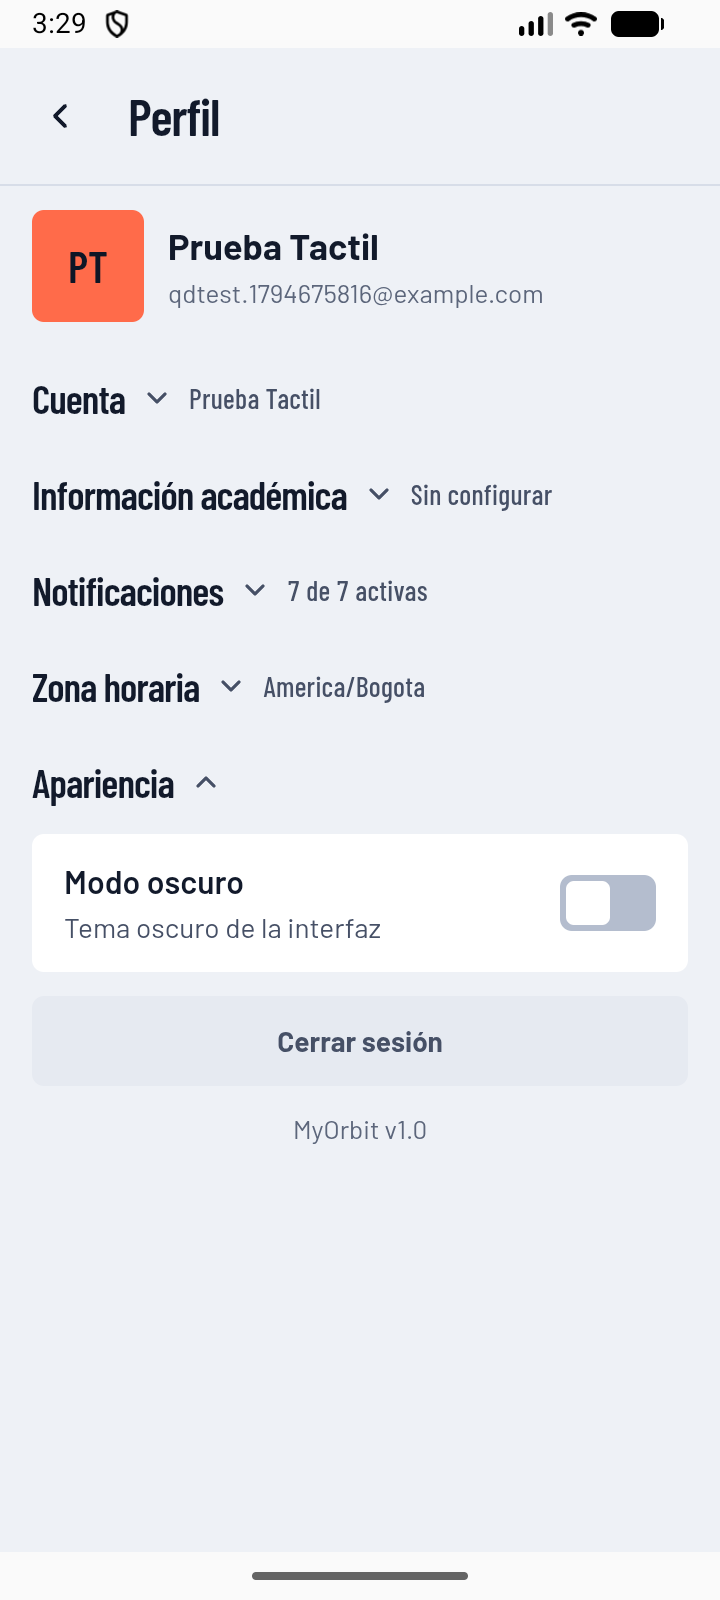 3:29
Perfil
PT
Prueba Tactil
qdtest.1794675816@example.com
Cuenta Prueba Tactil
Información académica Sin configurar
Notificaciones 7 de 7 activas
Zona horaria America/Bogota
Apariencia
Modo oscuro
Tema oscuro de la interfaz
Cerrar sesión
MyOrbit v1.0